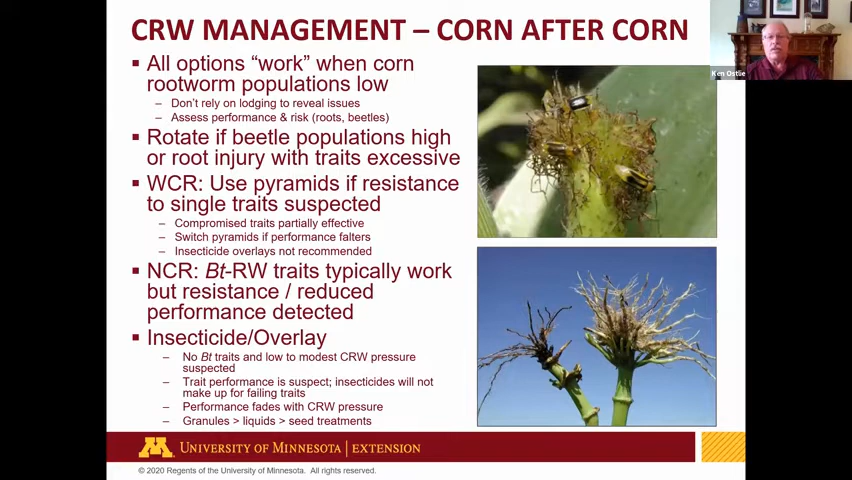 CRW MANAGEMENT – CORN AFTER CORN
▪ All options “work” when corn
rootworm populations low
– Don’t rely on lodging to reveal issues
– Assess performance & risk (roots, beetles)
▪ Rotate if beetle populations high
or root injury with traits excessive
▪ WCR: Use pyramids if resistance
to single traits suspected
– Compromised traits partially effective
– Switch pyramids if performance falters
– Insecticide overlays not recommended
▪ NCR: Bt-RW traits typically work
but resistance / reduced
performance detected
▪ Insecticide/Overlay
– No Bt traits and low to modest CRW pressure
suspected
– Trait performance is suspect; insecticides will not
make up for failing traits
– Performance fades with CRW pressure
– Granules > liquids > seed treatments
M UNIVERSITY OF MINNESOTA | EXTENSION
© 2020 Regents of the University of Minnesota. All rights reserved.
Ken Ostlie